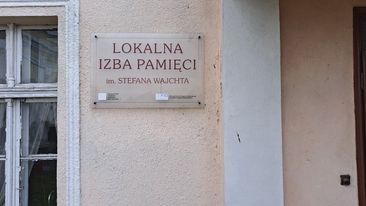 LOKALNA
IZBA PAMIĘCI
im. STEFANA WAJCHTA